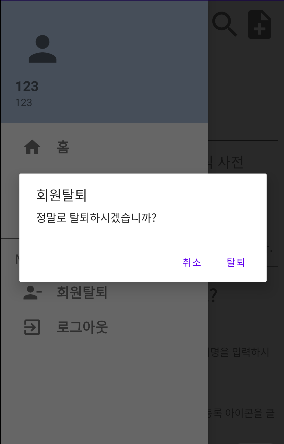 123
123
홈
사전
회원탈퇴
정말로 탈퇴하시겠습니까?
취소 탈퇴
회원탈퇴
?
로그아웃